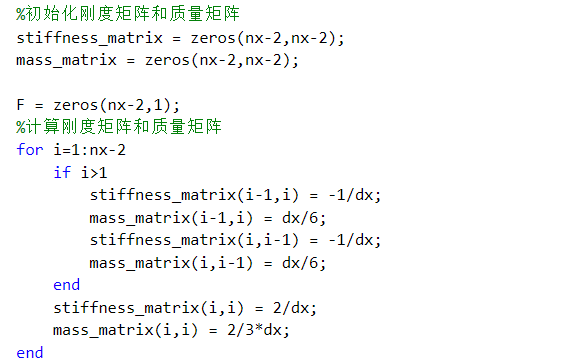 %初始化刚度矩阵和质量矩阵
stiffness_matrix = zeros(nx-2,nx-2);
mass_matrix = zeros(nx-2,nx-2);
F = zeros(nx-2,1);
%计算刚度矩阵和质量矩阵
for i=1:nx-2
    if i>1
        stiffness_matrix(i-1,i) = -1/dx;
        mass_matrix(i-1,i) = dx/6;
        stiffness_matrix(i,i-1) = -1/dx;
        mass_matrix(i,i-1) = dx/6;
    end
    stiffness_matrix(i,i) = 2/dx;
    mass_matrix(i,i) = 2/3*dx;
end